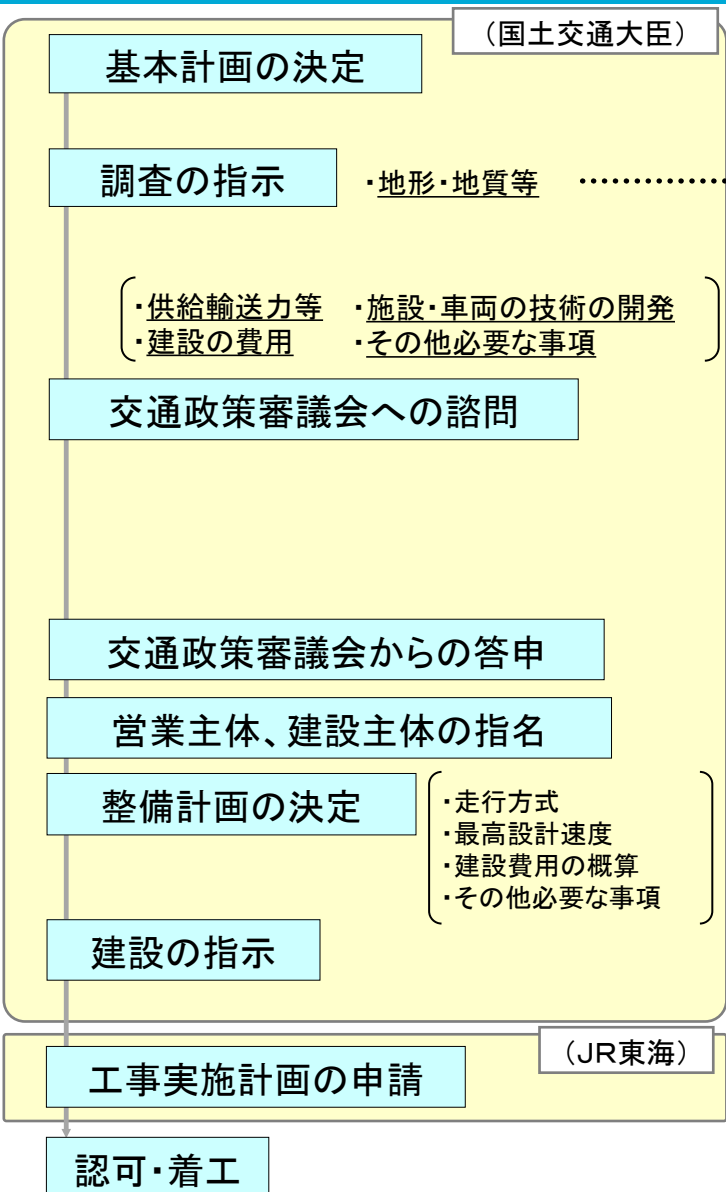 （国土交通大臣）
基本計画の決定
調査の指示
・地形・地質等 ･･････････････
・供給輸送力等 ・施設・車両の技術の開発
・建設の費用 ・その他必要な事項
交通政策審議会への諮問
交通政策審議会からの答申
営業主体、建設主体の指名
整備計画の決定
・走行方式
・最高設計速度
・建設費用の概算
・その他必要な事項
建設の指示
（ＪＲ東海）
工事実施計画の申請
認可・着工